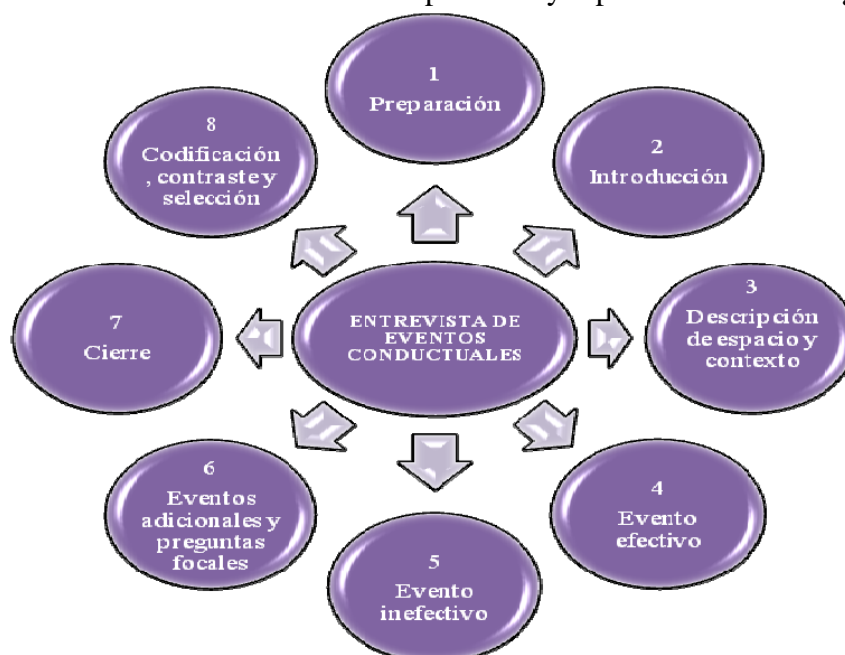 1
Preparación
2
Introducción
3
Descripción
de espacio y
contexto
4
Evento
efectivo
5
Evento
inefectivo
6
Eventos
adicionales y
preguntas
focales
7
Cierre
8
Codificación
, contraste y
selección
ENTREVISTA DE
EVENTOS
CONDUCTUALES